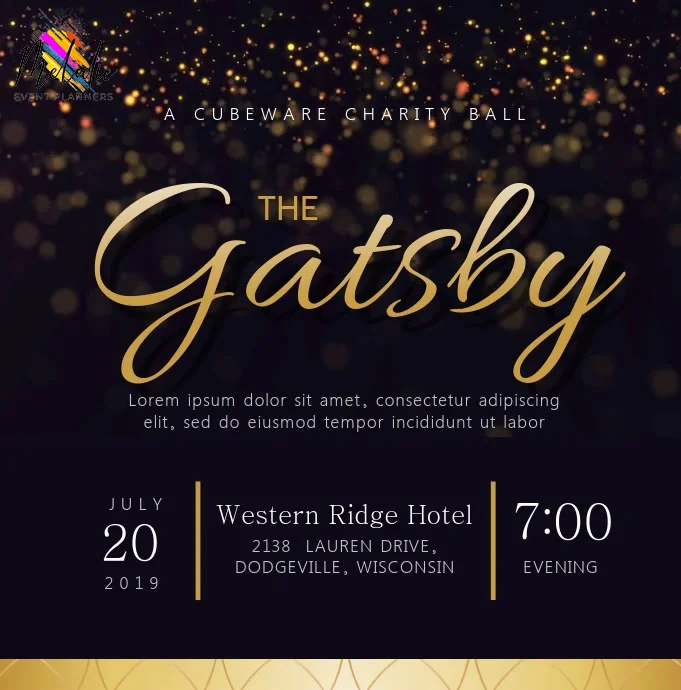 EVENT PLANNERS
A CUBEWARE CHARITY BALL
THE
Gatsby
Lorem ipsum dolor sit amet, consectetur adipiscing
elit, sed do eiusmod tempor incididunt ut labor
JULY
20
2019
Western Ridge Hotel
2138 LAUREN DRIVE,
DODGEVILLE, WISCONSIN
7:00
EVENING